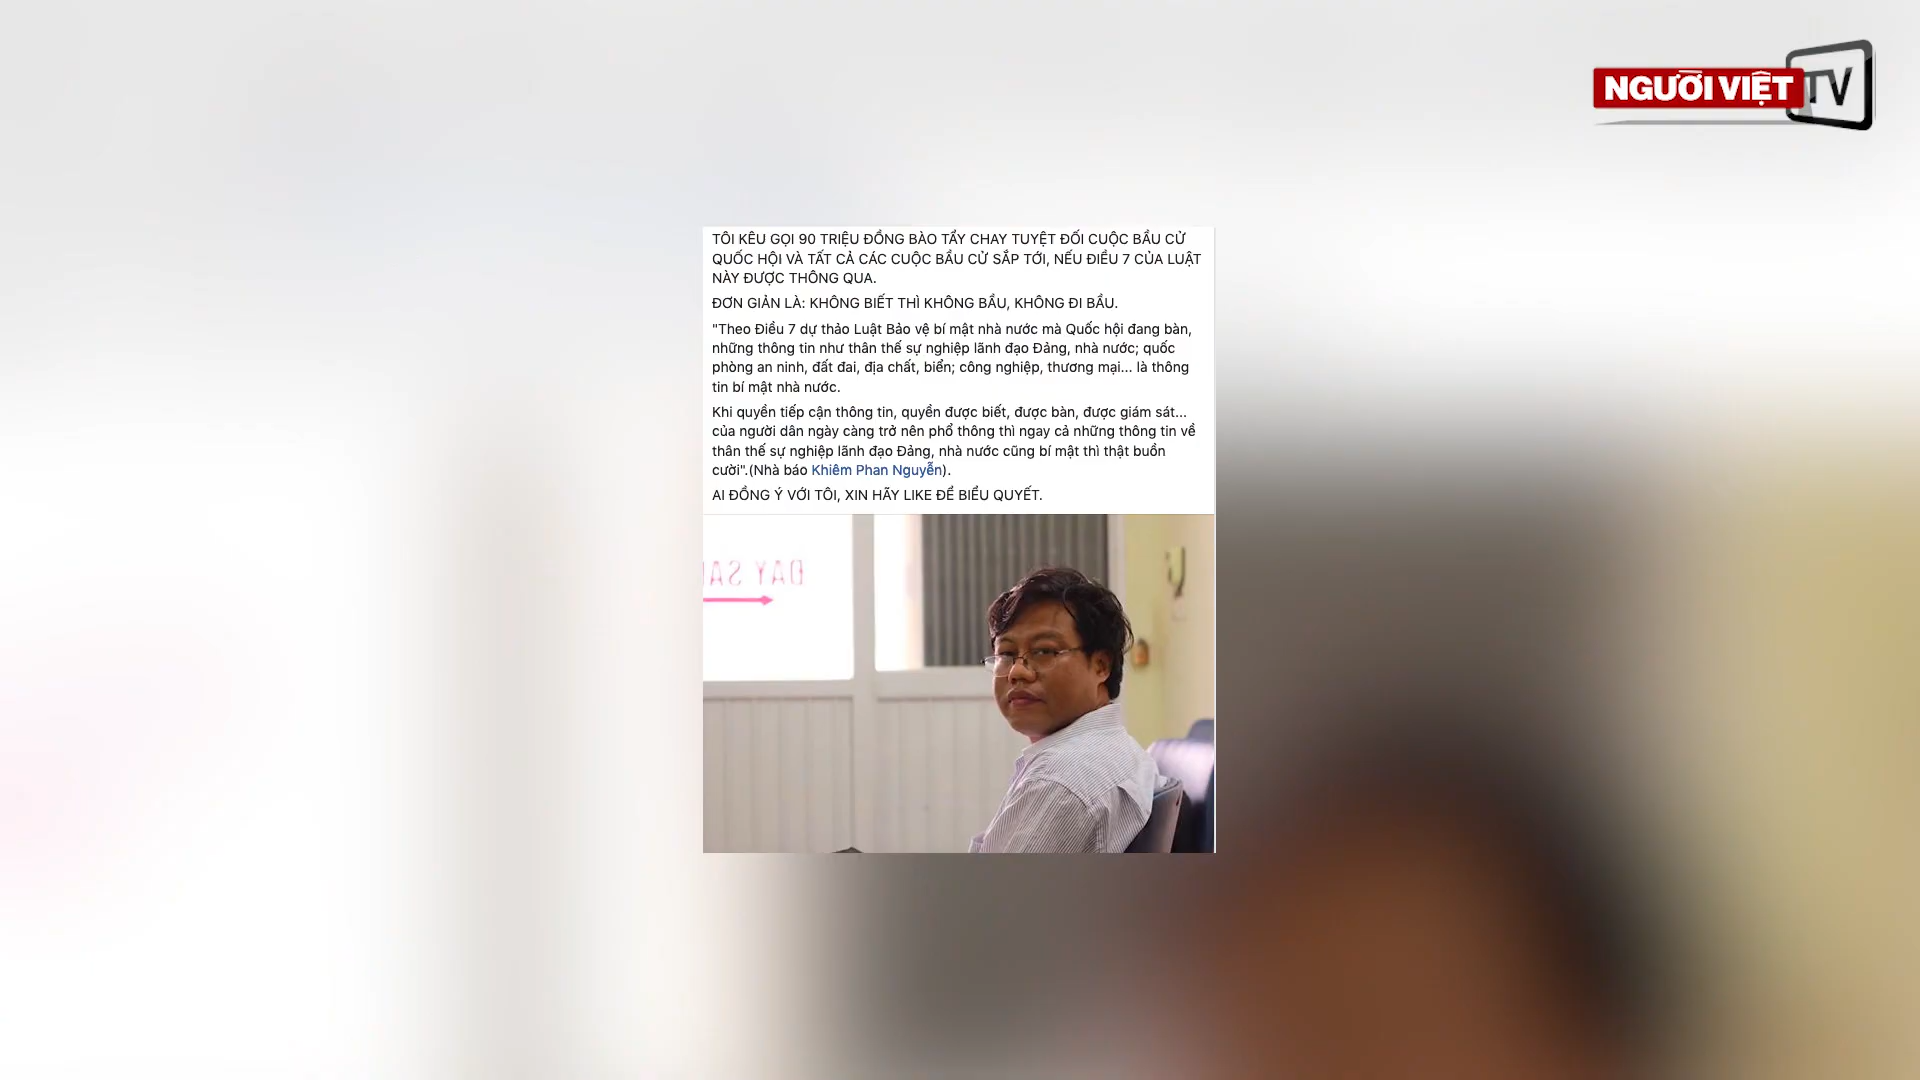 NGƯỜI VIỆT TV
TÔI KÊU GỌI 90 TRIỆU ĐỒNG BÀO TẨY CHAY TUYỆT ĐỐI CUỘC BẦU CỬ
QUỐC HỘI VÀ TẤT CẢ CÁC CUỘC BẦU CỬ SẮP TỚI, NẾU ĐIỀU 7 CỦA LUẬT
NÀY ĐƯỢC THÔNG QUA.
ĐƠN GIẢN LÀ: KHÔNG BIẾT THÌ KHÔNG BẦU, KHÔNG ĐI BẦU.
"Theo Điều 7 dự thảo Luật Bảo vệ bí mật nhà nước mà Quốc hội đang bàn,
những thông tin như thân thế sự nghiệp lãnh đạo Đảng, nhà nước; quốc
phòng an ninh, đất đai, địa chất, biển; công nghiệp, thương mại... là thông
tin bí mật nhà nước.
Khi quyền tiếp cận thông tin, quyền được biết, được bàn, được giám sát...
của người dân ngày càng trở nên phổ thông thì ngay cả những thông tin về
thân thế sự nghiệp lãnh đạo Đảng, nhà nước cũng bí mật thì thật buồn
cười".(Nhà báo Khiêm Phan Nguyễn).
AI ĐỒNG Ý VỚI TÔI, XIN HÃY LIKE ĐỂ BIỂU QUYẾT.